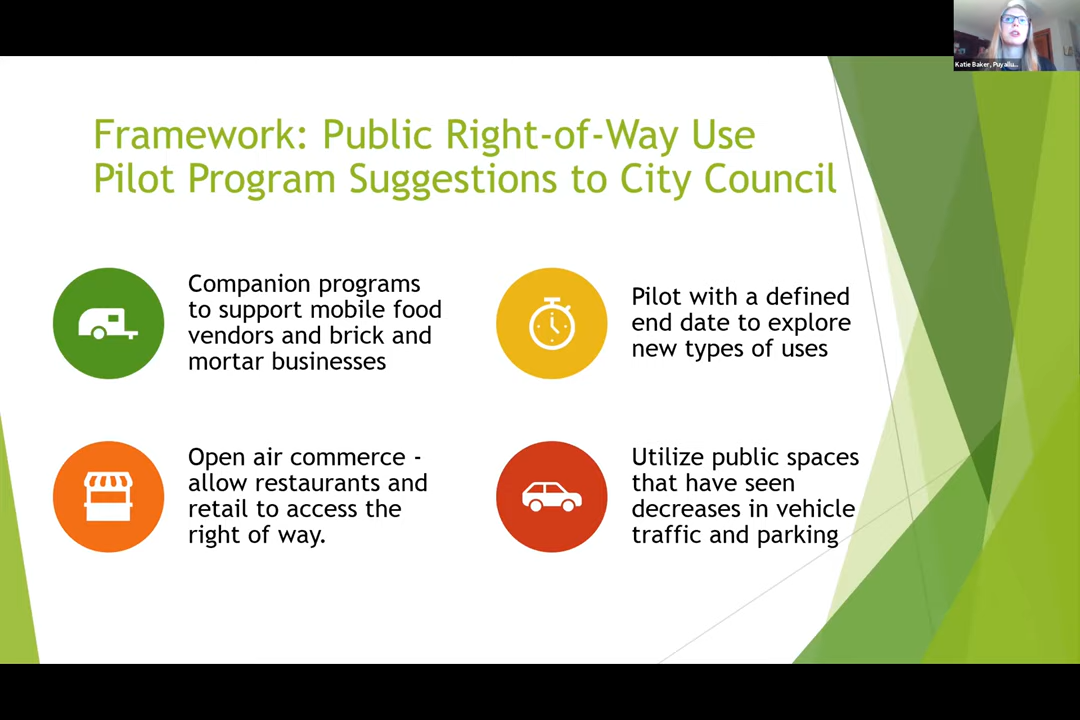 Katie Baker, Puyallu...
Framework: Public Right-of-Way Use
Pilot Program Suggestions to City Council
Companion programs
to support mobile food
vendors and brick and
mortar businesses
Pilot with a defined
end date to explore
new types of uses
Open air commerce -
allow restaurants and
retail to access the
right of way.
Utilize public spaces
that have seen
decreases in vehicle
traffic and parking